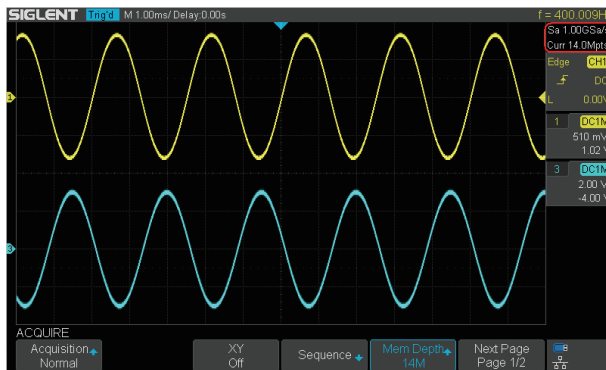 SIGLENT Trig'd M 1.00ms/ Delay:0.00s f = 400.009H
Sa 1.00GSa/s
Curr 14.0Mpts
Edge CH1
DC
L 0.00V
1 DC1M
510 mV
1.02 V
3 DC1M
2.00 V
-4.00 V
1
3
ACQUIRE
Acquisition XY Sequence Mem Depth Next Page
Normal Off 14M Page 1/2